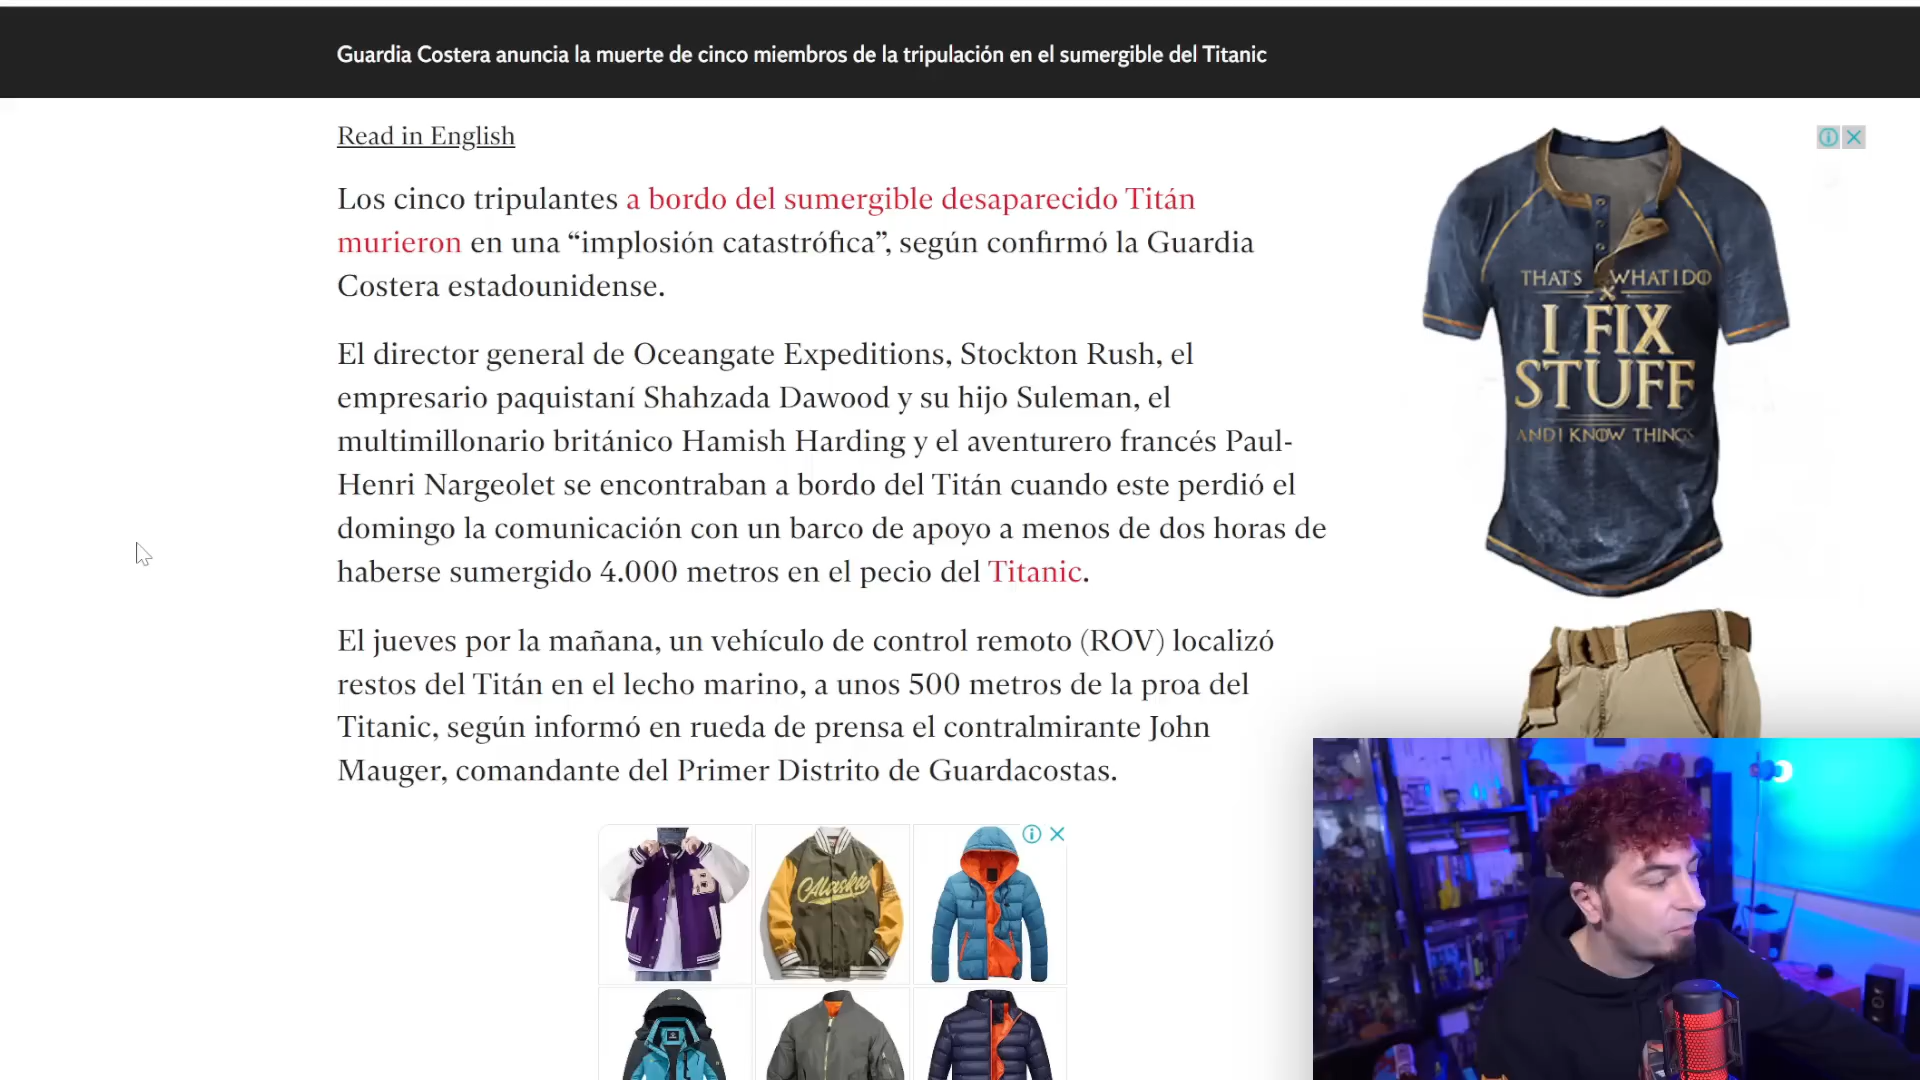 Guardia Costera anuncia la muerte de cinco miembros de la tripulación en el sumergible del Titanic
Read in English
Los cinco tripulantes a bordo del sumergible desaparecido Titán
murieron en una “implosión catastrófica”, según confirmó la Guardia
Costera estadounidense.
El director general de Oceangate Expeditions, Stockton Rush, el
empresario paquistaní Shahzada Dawood y su hijo Suleman, el
multimillonario británico Hamish Harding y el aventurero francés Paul-
Henri Nargeolet se encontraban a bordo del Titán cuando este perdió el
domingo la comunicación con un barco de apoyo a menos de dos horas de
haberse sumergido 4.000 metros en el pecio del Titanic.
El jueves por la mañana, un vehículo de control remoto (ROV) localizó
restos del Titán en el lecho marino, a unos 500 metros de la proa del
Titanic, según informó en rueda de prensa el contralmirante John
Mauger, comandante del Primer Distrito de Guardacostas.
THAT'S WHAT I DO
I FIX
STUFF
AND I KNOW THINGS
B
Alaska